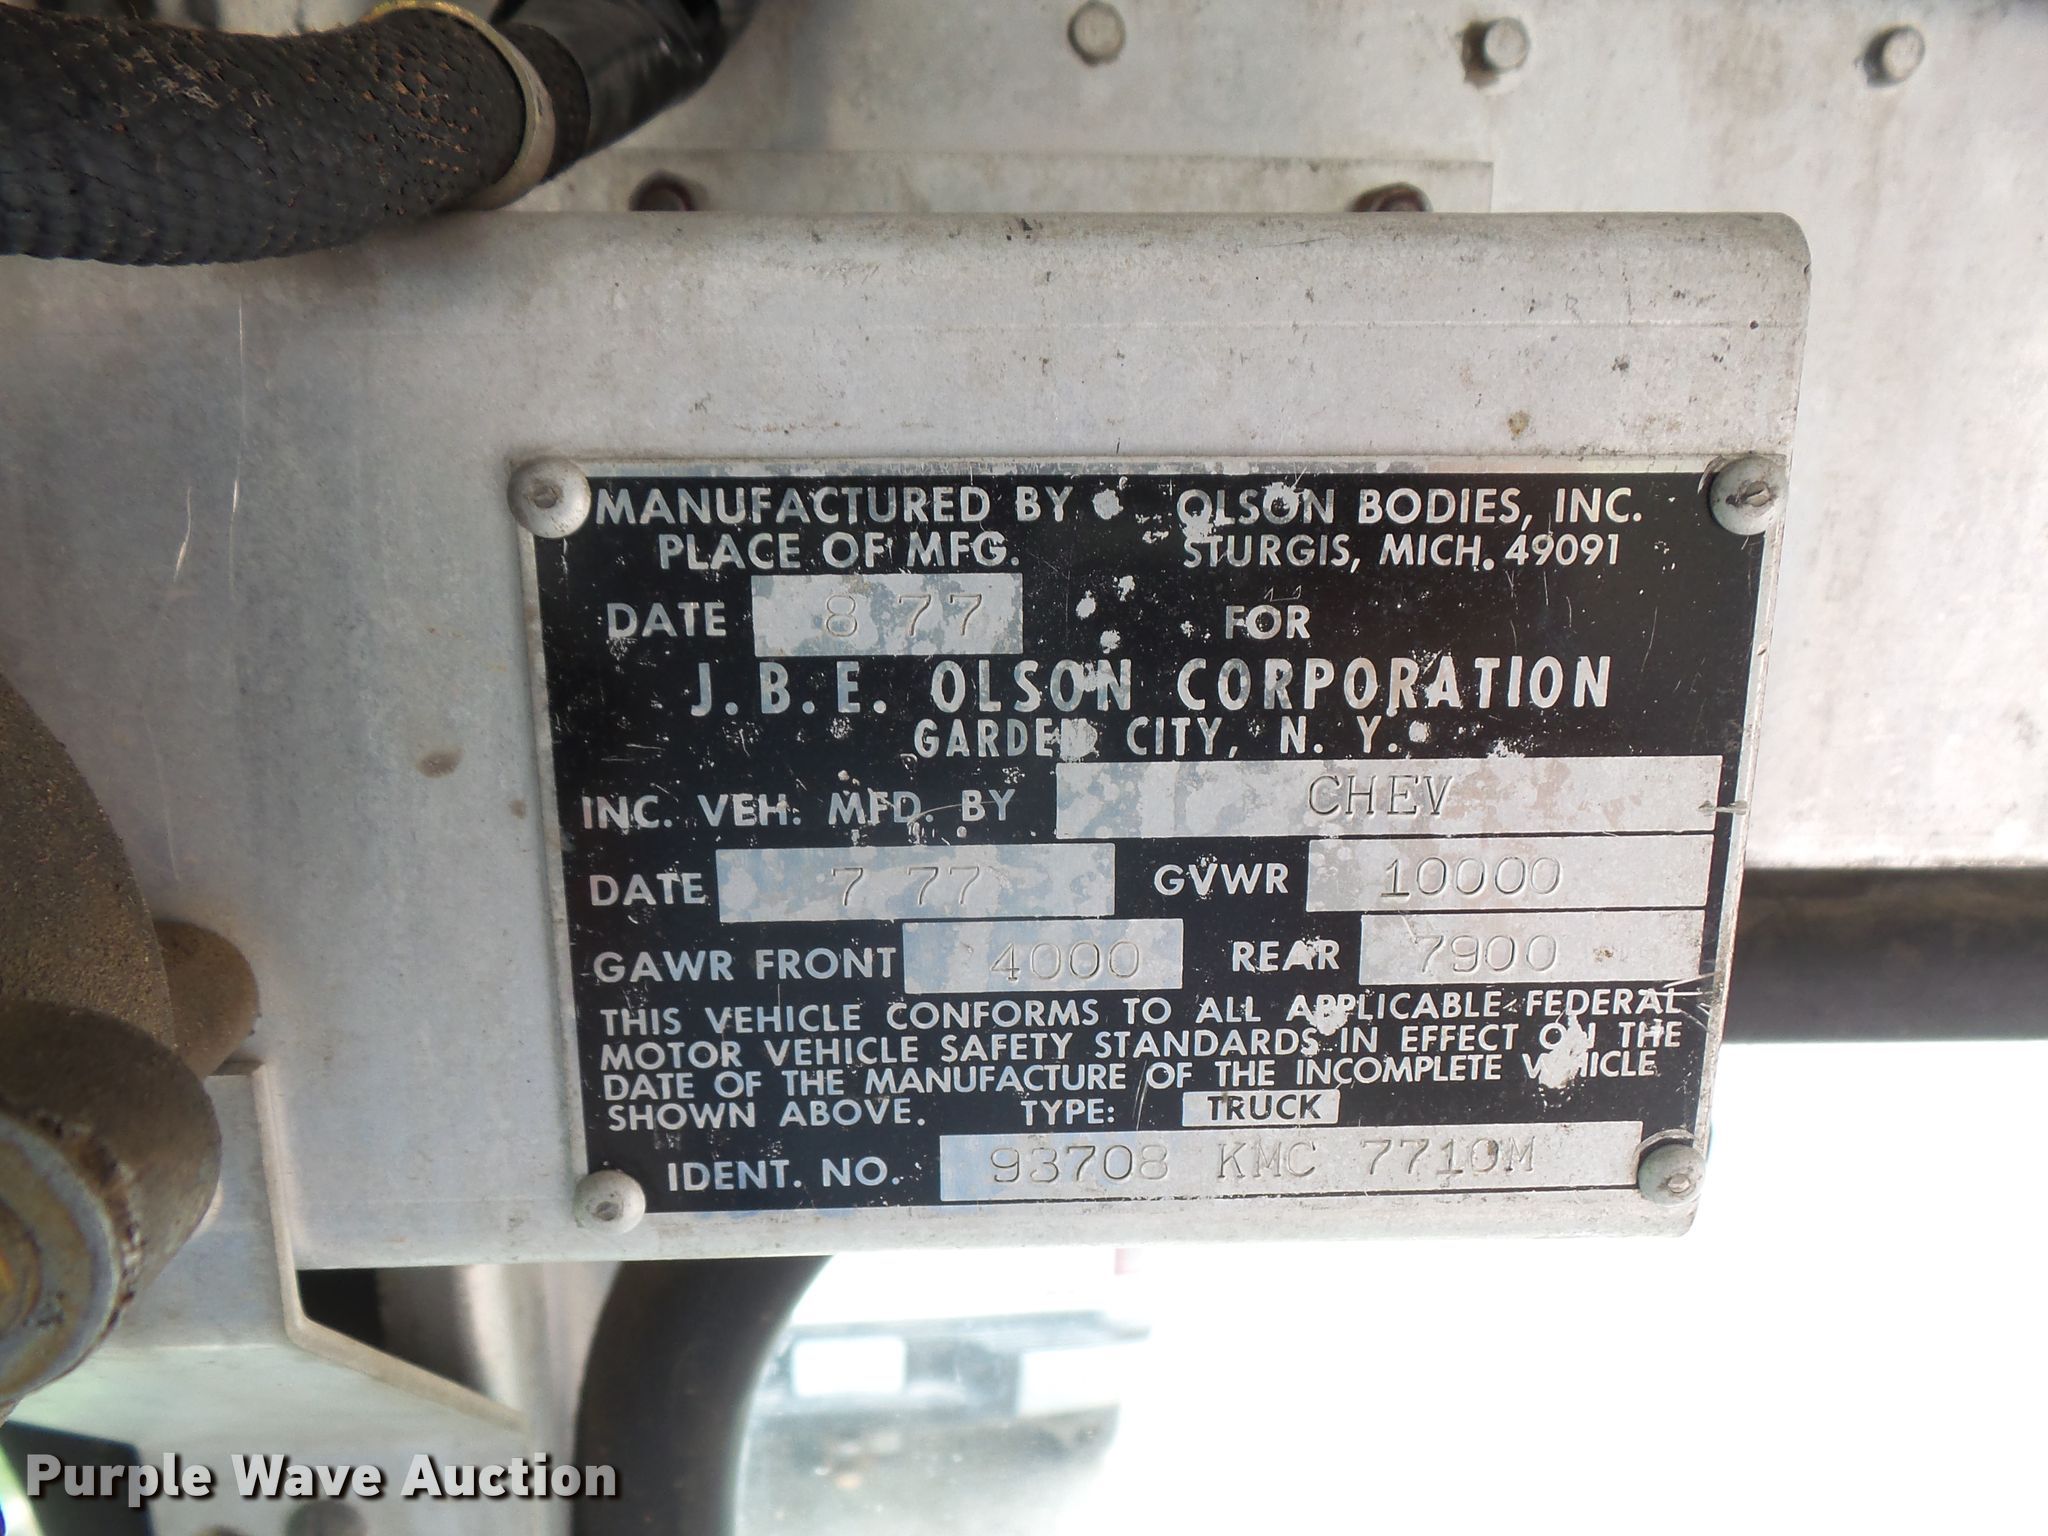 MANUFACTURED BY OLSON BODIES, INC.
PLACE OF MFG. STURGIS, MICH. 49091
DATE 8 77 FOR
J.B.E. OLSON CORPORATION
GARDEN CITY, N. Y.
INC. VEH. MFD. BY CHEV
DATE 7 77 GVWR 10000
GAWR FRONT 4000 REAR 7900
THIS VEHICLE CONFORMS TO ALL APPLICABLE FEDERAL
MOTOR VEHICLE SAFETY STANDARDS IN EFFECT ON THE
DATE OF THE MANUFACTURE OF THE INCOMPLETE VEHICLE
SHOWN ABOVE. TYPE: TRUCK
IDENT. NO. 93708 KMC 7710M
Purple Wave Auction